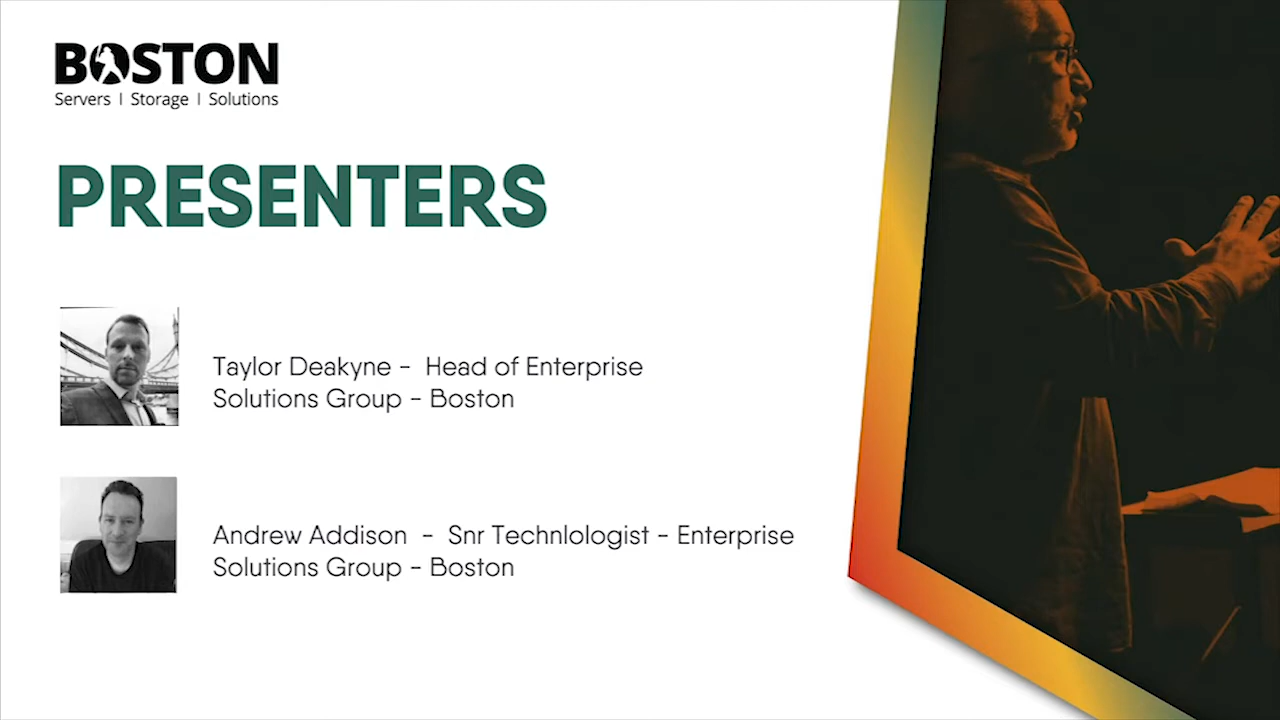 BOSTON
Servers | Storage | Solutions
PRESENTERS
Taylor Deakyne - Head of Enterprise
Solutions Group - Boston
Andrew Addison - Snr Technlologist - Enterprise
Solutions Group - Boston